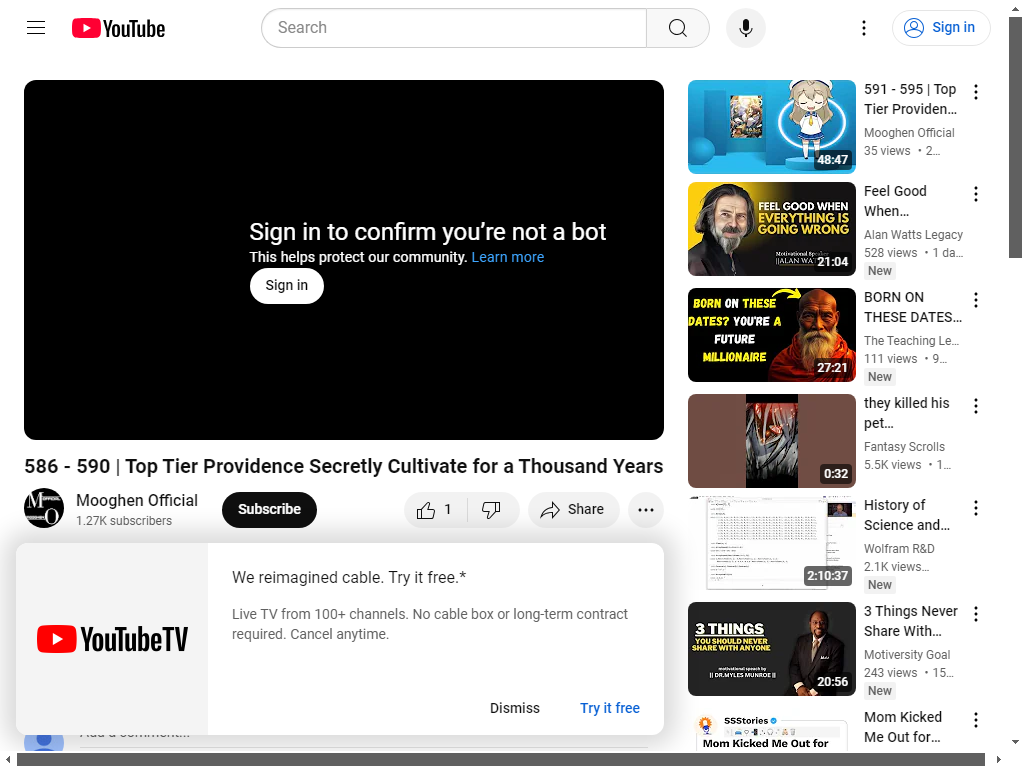 YouTube
Search
Sign in
Sign in to confirm you're not a bot
This helps protect our community. Learn more
Sign in
586 - 590 | Top Tier Providence Secretly Cultivate for a Thousand Years
Mooghen Official
1.27K subscribers
Subscribe
1
Share
We reimagined cable. Try it free.*
Live TV from 100+ channels. No cable box or long-term contract
required. Cancel anytime.
YouTubeTV
Dismiss
Try it free
Add a comment...
48:47
591 - 595 | Top
Tier Providen...
Mooghen Official
35 views • 2...
FEEL GOOD WHEN
EVERYTHING IS
GOING WRONG
Motivational Speaker
||ALAN WAT
21:04
Feel Good
When...
Alan Watts Legacy
528 views • 1 da...
New
BORN ON THESE
DATES? YOU'RE A
FUTURE
MILLIONAIRE
27:21
BORN ON
THESE DATES...
The Teaching Le...
111 views • 9...
New
0:32
they killed his
pet...
Fantasy Scrolls
5.5K views • 1...
2:10:37
History of
Science and...
Wolfram R&D
2.1K views...
New
3 THINGS
YOU SHOULD NEVER
SHARE WITH ANYONE
motivational speech by
|| DR.MYLES MUNROE ||
20:56
3 Things Never
Share With...
Motiversity Goal
243 views • 15...
New
SSStories
Mom Kicked Me Out for
Mom Kicked
Me Out for...